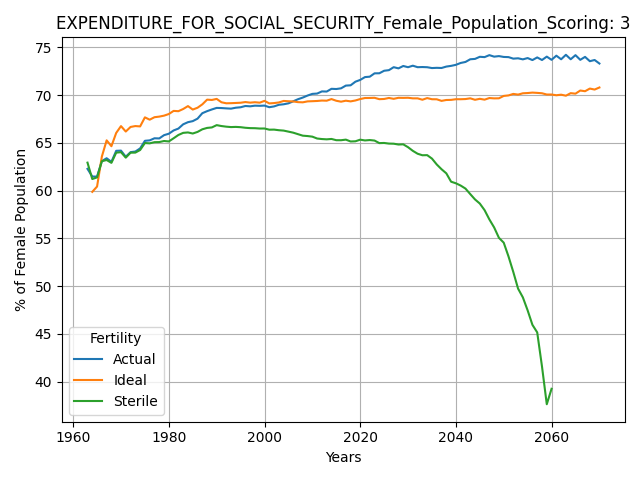 EXPENDITURE_FOR_SOCIAL_SECURITY_Female_Population_Scoring: 3
75
70
65
60
55
50
45
40
% of Female Population
Fertility
Actual
Ideal
Sterile
1960 1980 2000 2020 2040 2060
Years